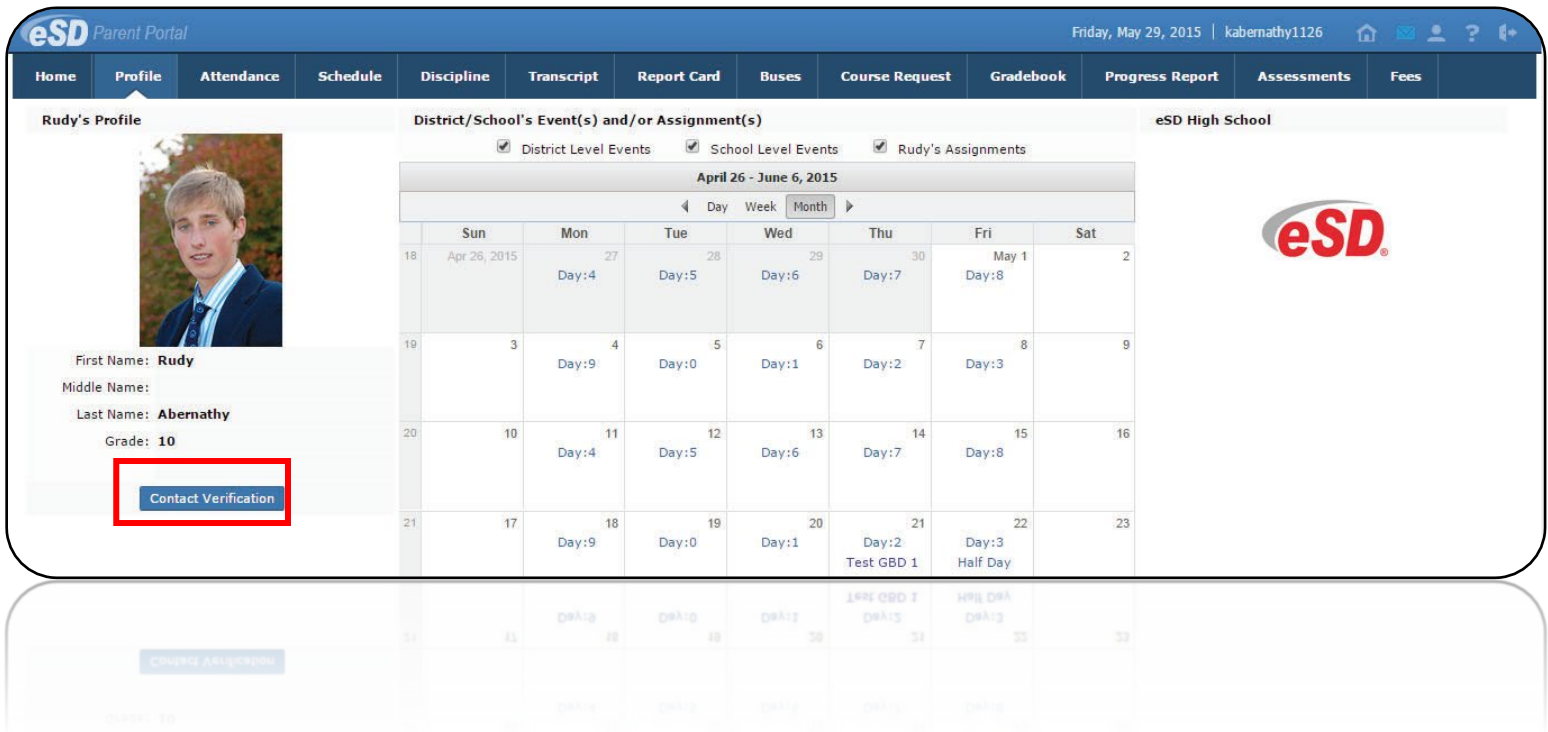 eSD Parent Portal
Friday, May 29, 2015 | kabernathy1126 ?
Home Profile Attendance Schedule Discipline Transcript Report Card Buses Course Request Gradebook Progress Report Assessments Fees
Rudy's Profile
First Name: Rudy
Middle Name:
Last Name: Abernathy
Grade: 10
Contact Verification
District/School's Event(s) and/or Assignment(s)
District Level Events School Level Events Rudy's Assignments
April 26 - June 6, 2015
Day Week Month
Sun Mon Tue Wed Thu Fri Sat
18 Apr 26, 2015 27 28 29 30 May 1 2
Day:4 Day:5 Day:6 Day:7 Day:8
19 3 4 5 6 7 8 9
Day:9 Day:0 Day:1 Day:2 Day:3
20 10 11 12 13 14 15 16
Day:4 Day:5 Day:6 Day:7 Day:8
21 17 18 19 20 21 22 23
Day:9 Day:0 Day:1 Day:2 Day:3
Test GBD 1 Half Day
eSD High School
eSD®